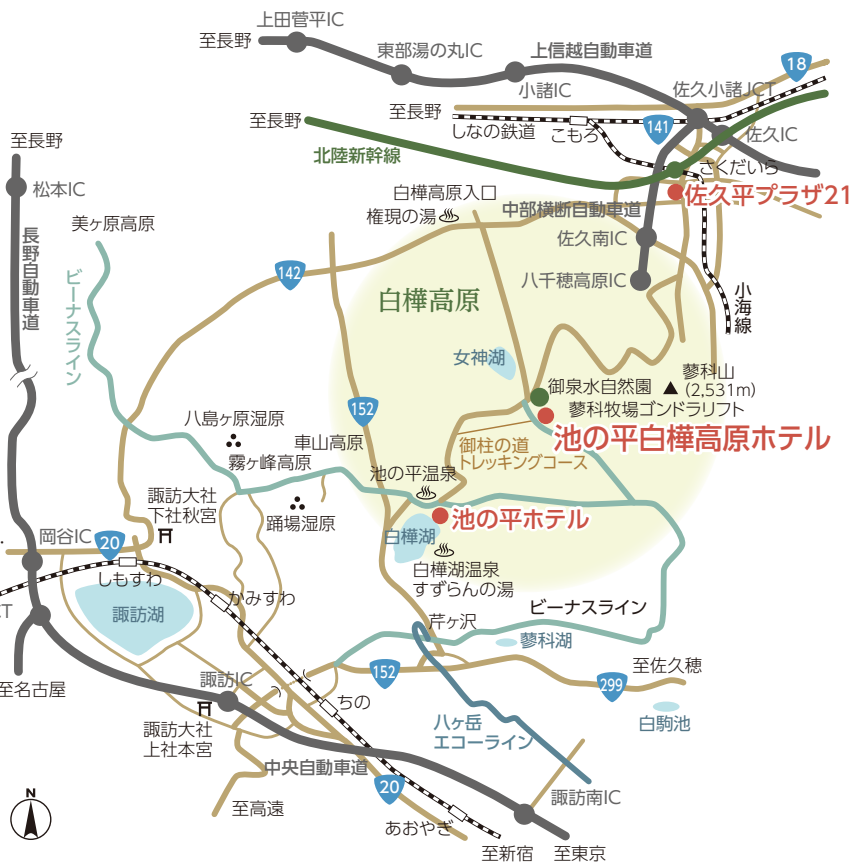 上田菅平IC
至長野
東部湯の丸IC
上信越自動車道
18
小諸IC
佐久小諸JCT
至長野
しなの鉄道
こもろ
141
佐久IC
至長野
北陸新幹線
さくだいら
佐久平プラザ21
至長野
松本IC
長野自動車道
美ヶ原高原
ビーナスライン
白樺高原入口
権現の湯
中部横断自動車道
佐久南IC
八千穂高原IC
小海線
142
白樺高原
女神湖
御泉水自然園
蓼科山
(2,531m)
蓼科牧場ゴンドラリフト
池の平白樺高原ホテル
152
御柱の道
トレッキングコース
八島ヶ原湿原
霧ヶ峰高原
車山高原
踊場湿原
池の平温泉
池の平ホテル
白樺湖
白樺湖温泉
すずらんの湯
諏訪大社
下社秋宮
岡谷IC
20
しもすわ
諏訪湖
かみすわ
CT
至名古屋
ビーナスライン
芹ヶ沢
蓼科湖
152
299
至佐久穂
白駒池
諏訪IC
諏訪大社
上社本宮
ちの
八ヶ岳
エコーライン
中央自動車道
20
至高遠
あおやぎ
諏訪南IC
至新宿
至東京
N